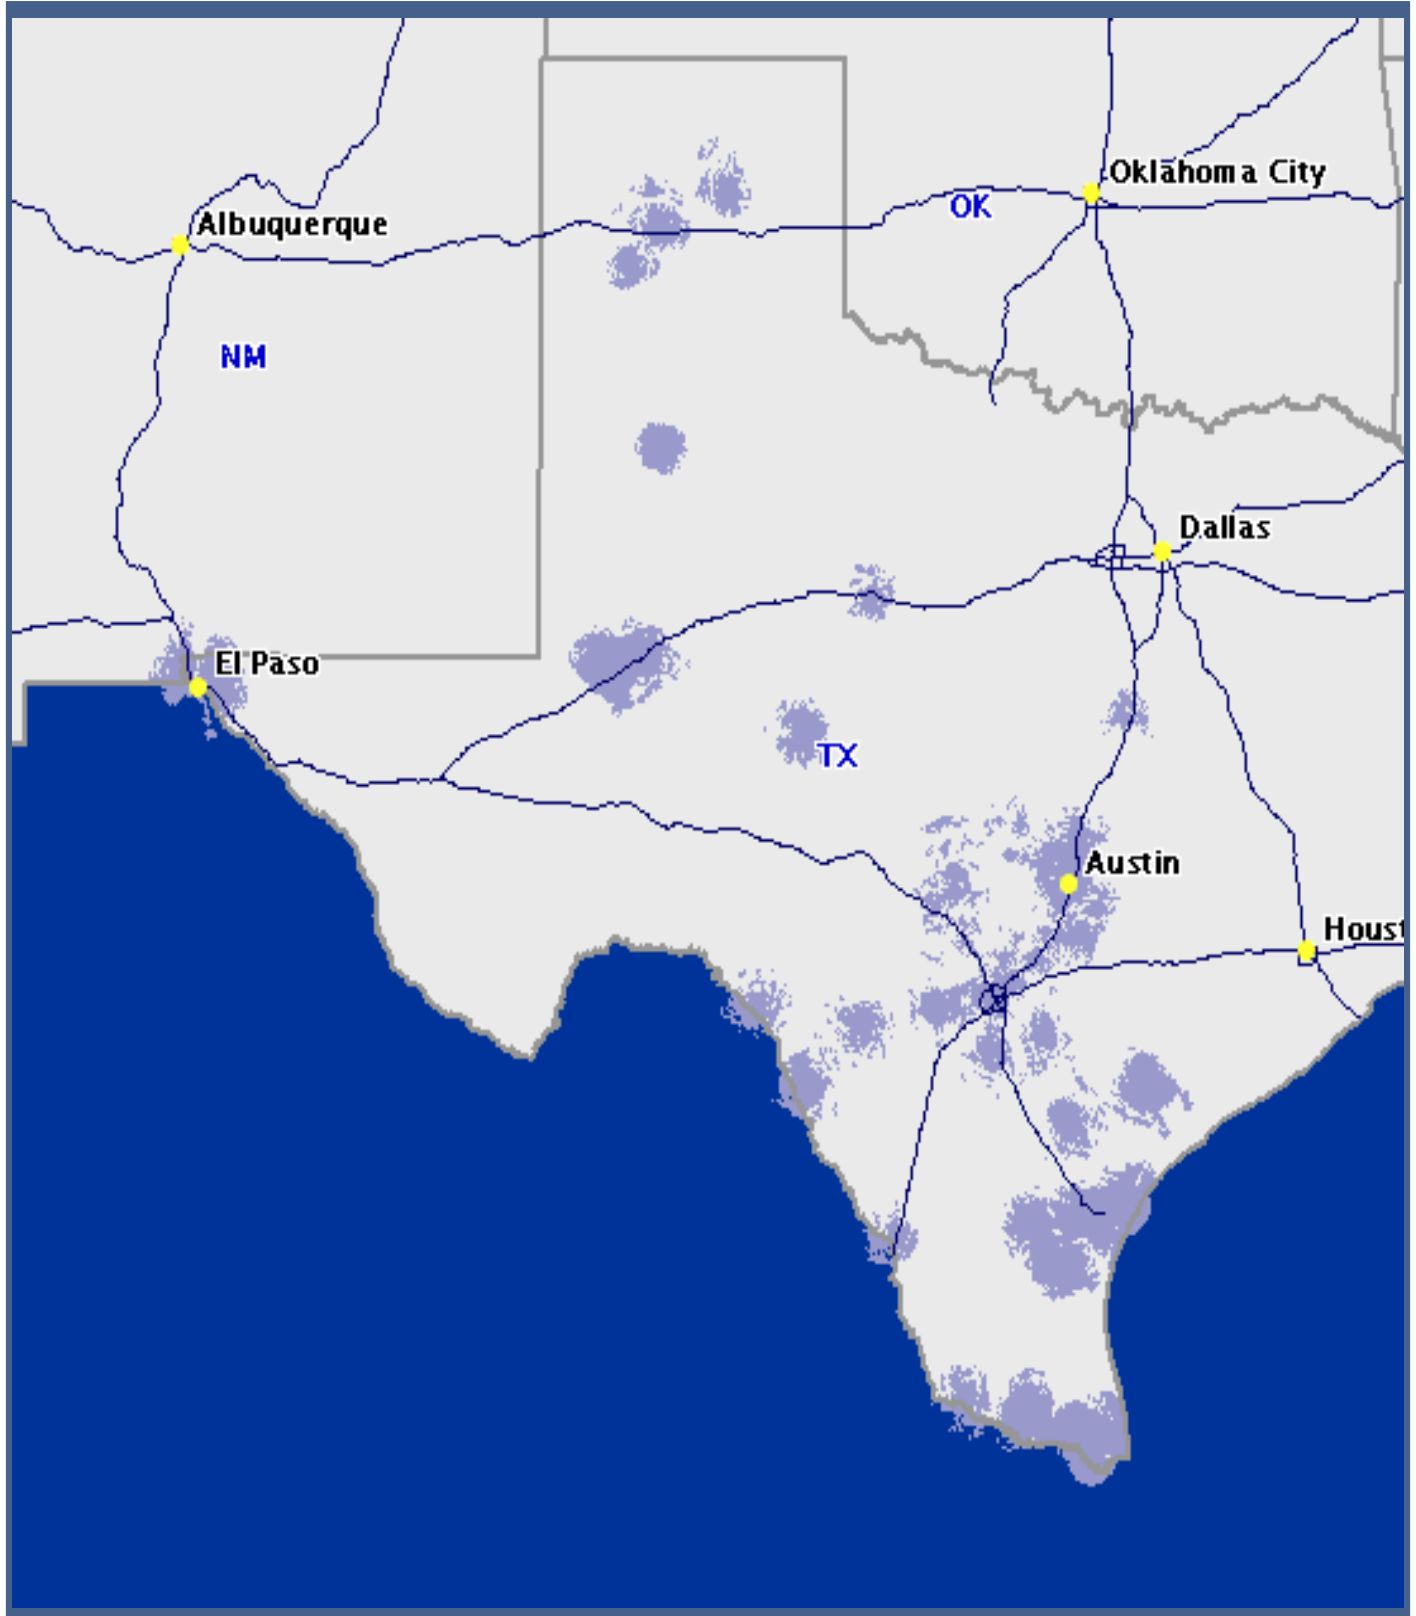 Oklahoma City
OK
Albuquerque
NM
Dallas
El Paso
TX
Austin
Houst